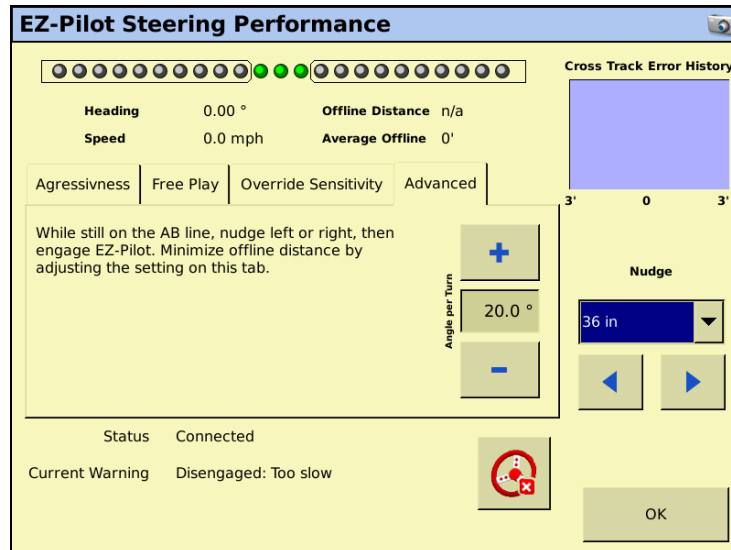 EZ-Pilot Steering Performance
Cross Track Error History
Heading 0.00 ° Offline Distance n/a
Speed 0.0 mph Average Offline 0'
Agressivness Free Play Override Sensitivity Advanced
3' 0 3'
While still on the AB line, nudge left or right, then
engage EZ-Pilot. Minimize offline distance by
adjusting the setting on this tab.
Angle per Turn
20.0 °
Nudge
36 in
Status Connected
Current Warning Disengaged: Too slow
OK